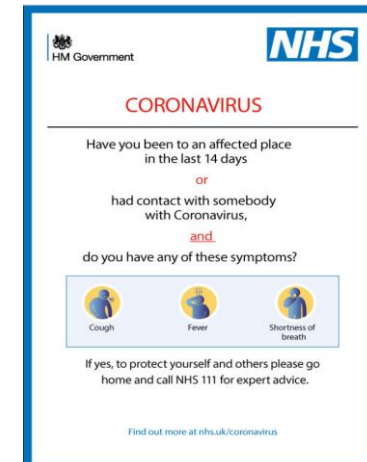 HM Government
NHS
CORONAVIRUS
Have you been to an affected place
in the last 14 days
or
had contact with somebody
with Coronavirus,
and
do you have any of these symptoms?
Cough
Fever
Shortness of
breath
If yes, to protect yourself and others please go
home and call NHS 111 for expert advice.
Find out more at nhs.uk/coronavirus